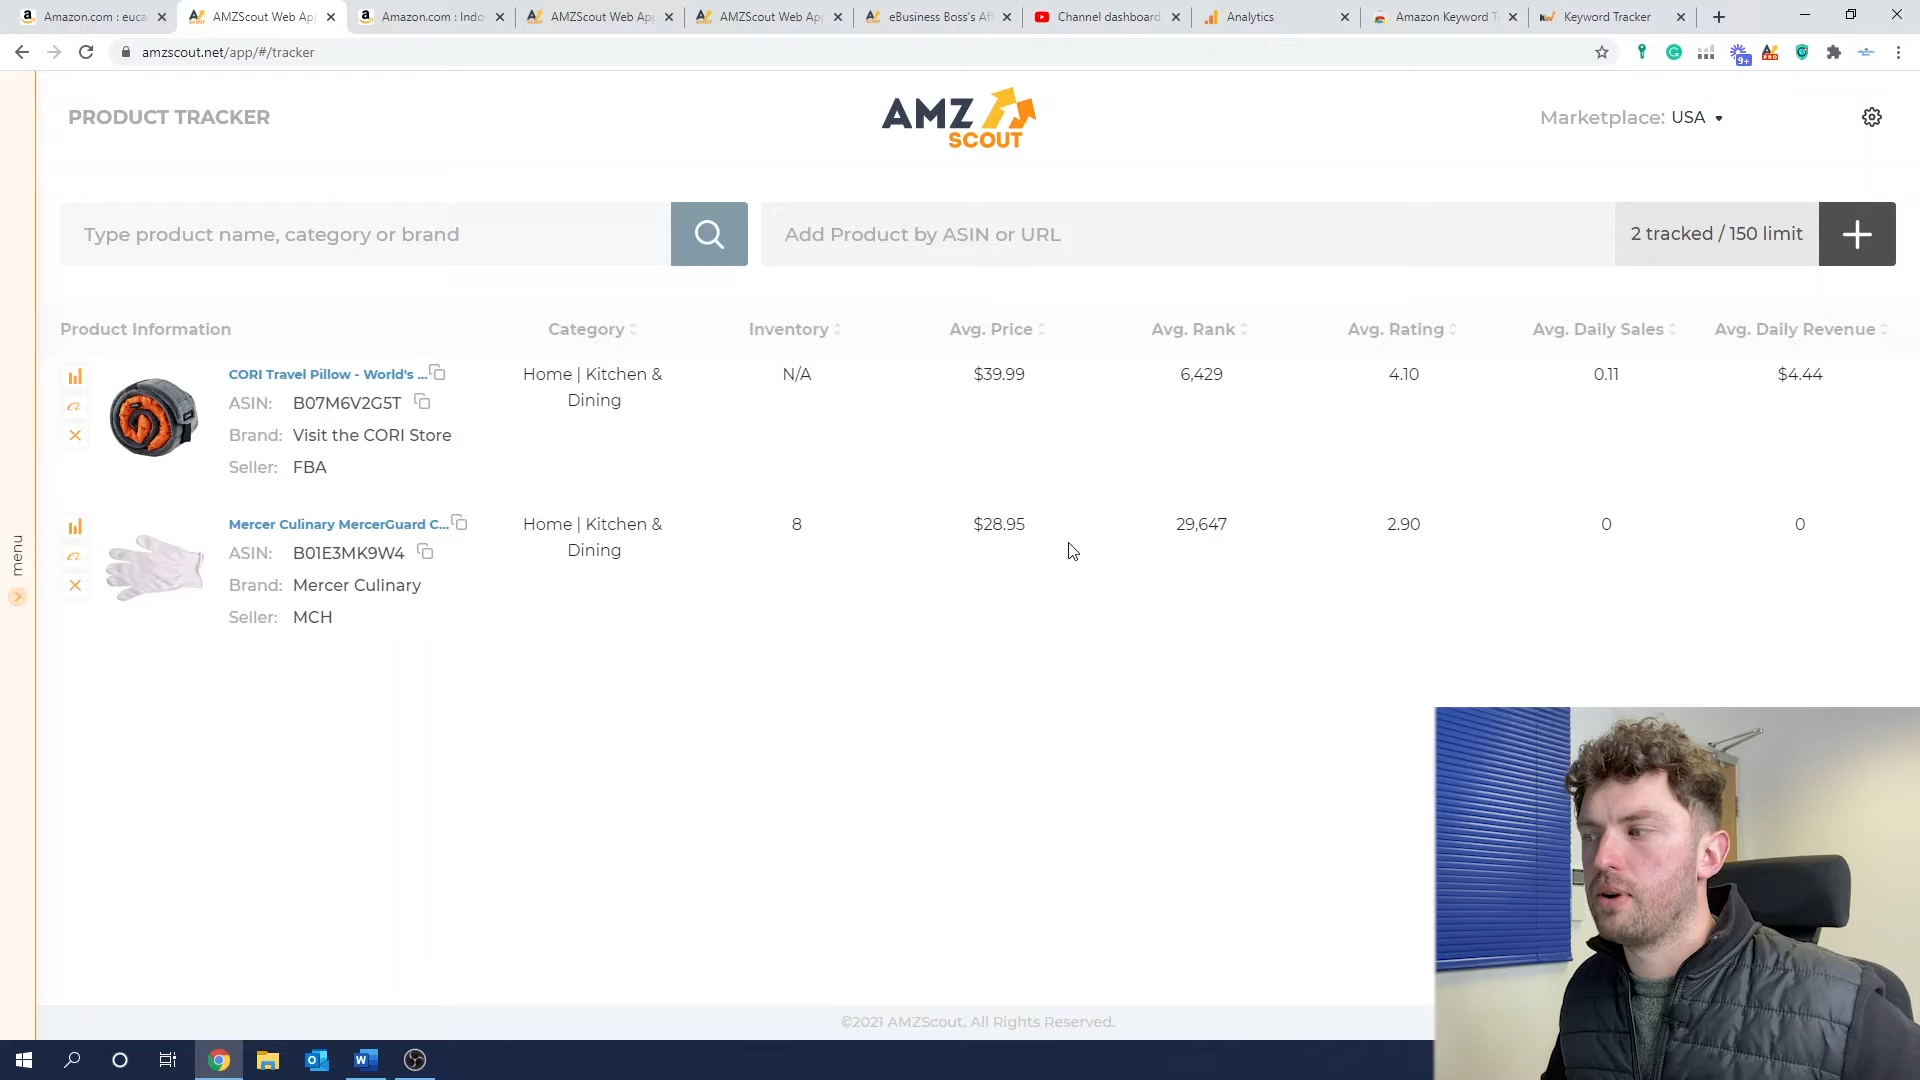 Amazon.com : euca
AMZScout Web Ap
Amazon.com : Indo
AMZScout Web Ap
AMZScout Web Ap
eBusiness Boss's Af
Channel dashboard
Analytics
Amazon Keyword T
Keyword Tracker
amzscout.net/app/#/tracker
9+
PRODUCT TRACKER
AMZ
SCOUT
Marketplace: USA
Type product name, category or brand
Add Product by ASIN or URL
2 tracked / 150 limit
Product Information
Category
Inventory
Avg. Price
Avg. Rank
Avg. Rating
Avg. Daily Sales
Avg. Daily Revenue
CORI Travel Pillow - World's ...
ASIN: B07M6V2G5T
Brand: Visit the CORI Store
Seller: FBA
Home | Kitchen &
Dining
N/A
$39.99
6,429
4.10
0.11
$4.44
Mercer Culinary MercerGuard C...
ASIN: B01E3MK9W4
Brand: Mercer Culinary
Seller: MCH
Home | Kitchen &
Dining
8
$28.95
29,647
2.90
0
0
menu
©2021 AMZScout. All Rights Reserved.